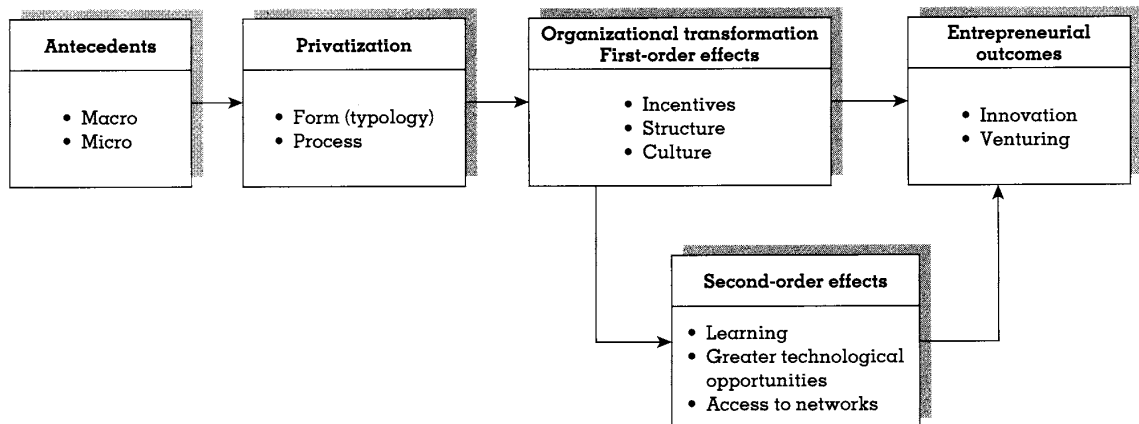 Antecedents
• Macro
• Micro
Privatization
• Form (typology)
• Process
Organizational transformation
First-order effects
• Incentives
• Structure
• Culture
Entrepreneurial
outcomes
• Innovation
• Venturing
Second-order effects
• Learning
• Greater technological
opportunities
• Access to networks